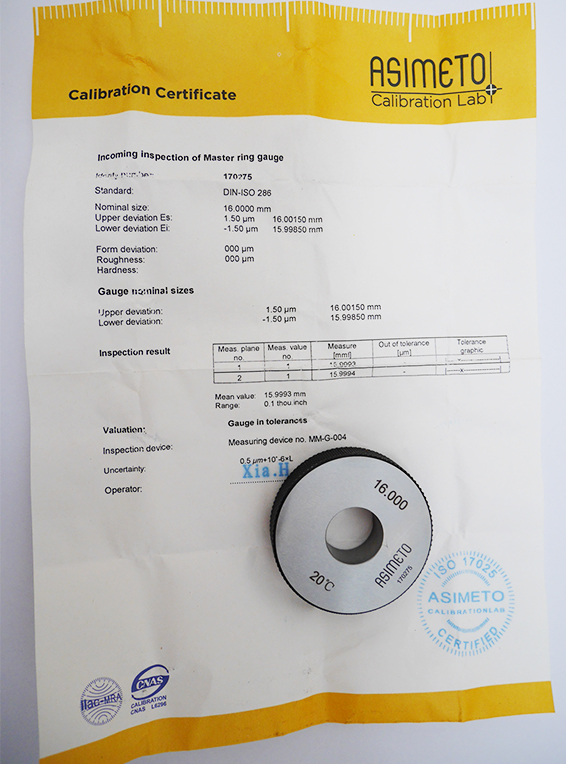 Calibration Certificate
ASIMETO
Calibration Lab
Incoming inspection of Master ring gauge
170275
Standard: DIN-ISO 286
Nominal size: 16.0000 mm
Upper deviation Es: 1.50 µm 16.00150 mm
Lower deviation Ei: -1.50 µm 15.99850 mm
Form deviation: 000 µm
Roughness: 000 µm
Hardness:
Gauge nominal sizes
Upper deviation: 1.50 µm 16.00150 mm
Lower deviation: -1.50 µm 15.99850 mm
Inspection result
Meas. plane no. Meas. value no. Measure [mm] Out of tolerance [µm] Tolerance graphic
1 1
2 1 15.9994 - x
Mean value: 15.9993 mm
Range: 0.1 thou.inch
Valuation: Gauge in tolerances
Inspection device: Measuring device no. MM-G-004
Uncertainty: 0.5 µm+10^-6×L
Operator: Xia.H
16.000
ASIMETO
170275
20°C
ISO 17025
ASIMETO
CALIBRATIONLAB
CERTIFIED
ilac-MRA
CNAS
CALIBRATION
CNAS L6296